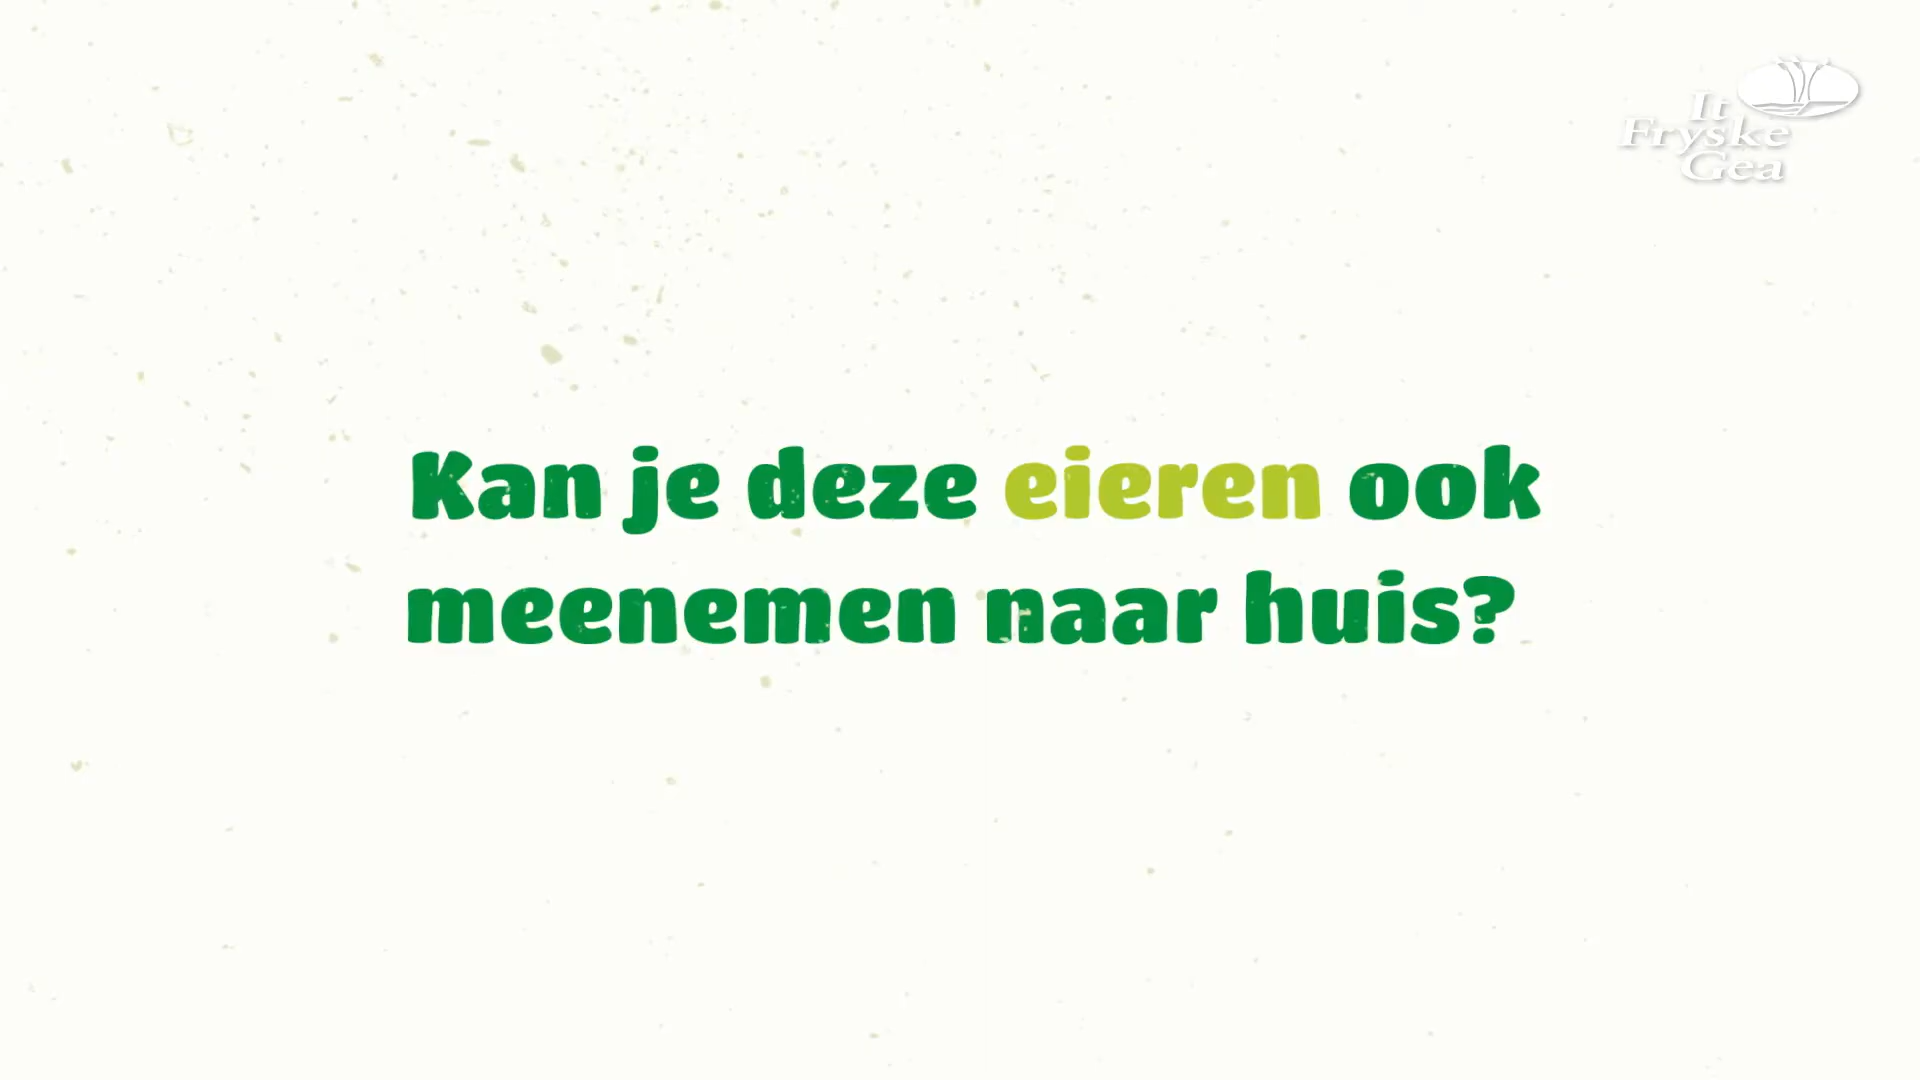 It
Fryske
Gea
Kan je deze eieren ook
meenemen naar huis?